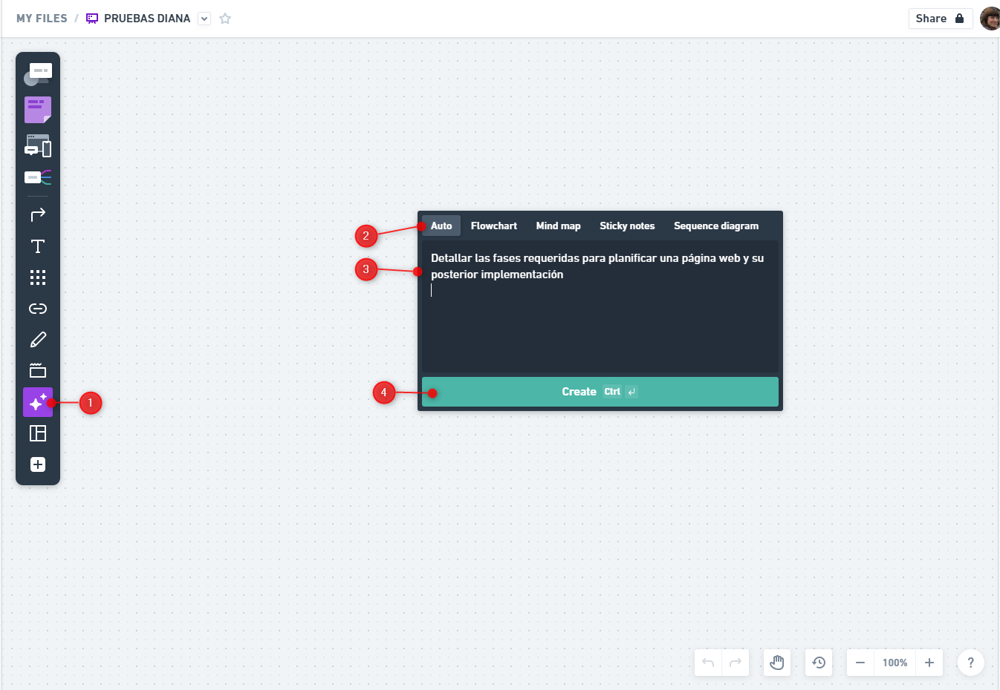 MY FILES / PRUEBAS DIANA
Share
Auto Flowchart Mind map Sticky notes Sequence diagram
2
Detallar las fases requeridas para planificar una página web y su
posterior implementación
3
T
Create Ctrl
4
1
100%
?